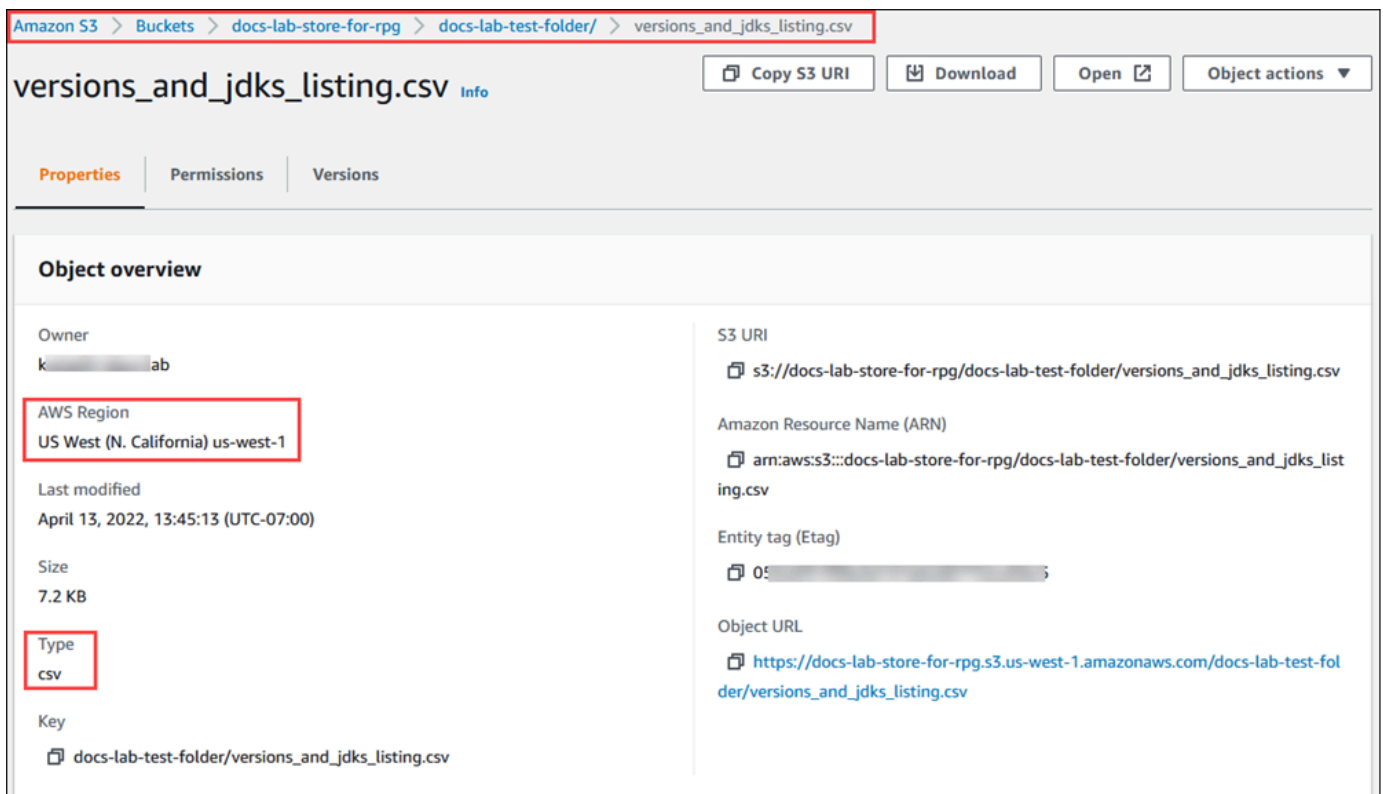 Amazon S3 > Buckets > docs-lab-store-for-rpg > docs-lab-test-folder/ > versions_and_jdks_listing.csv
versions_and_jdks_listing.csv Info
Copy S3 URI
Download
Open
Object actions
Properties
Permissions
Versions
Object overview
Owner
AWS Region
US West (N. California) us-west-1
Last modified
April 13, 2022, 13:45:13 (UTC-07:00)
Size
7.2 KB
Type
csv
Key
docs-lab-test-folder/versions_and_jdks_listing.csv
S3 URI
s3://docs-lab-store-for-rpg/docs-lab-test-folder/versions_and_jdks_listing.csv
Amazon Resource Name (ARN)
arn:aws:s3:::docs-lab-store-for-rpg/docs-lab-test-folder/versions_and_jdks_list
ing.csv
Entity tag (Etag)
Object URL
https://docs-lab-store-for-rpg.s3.us-west-1.amazonaws.com/docs-lab-test-fol
der/versions_and_jdks_listing.csv